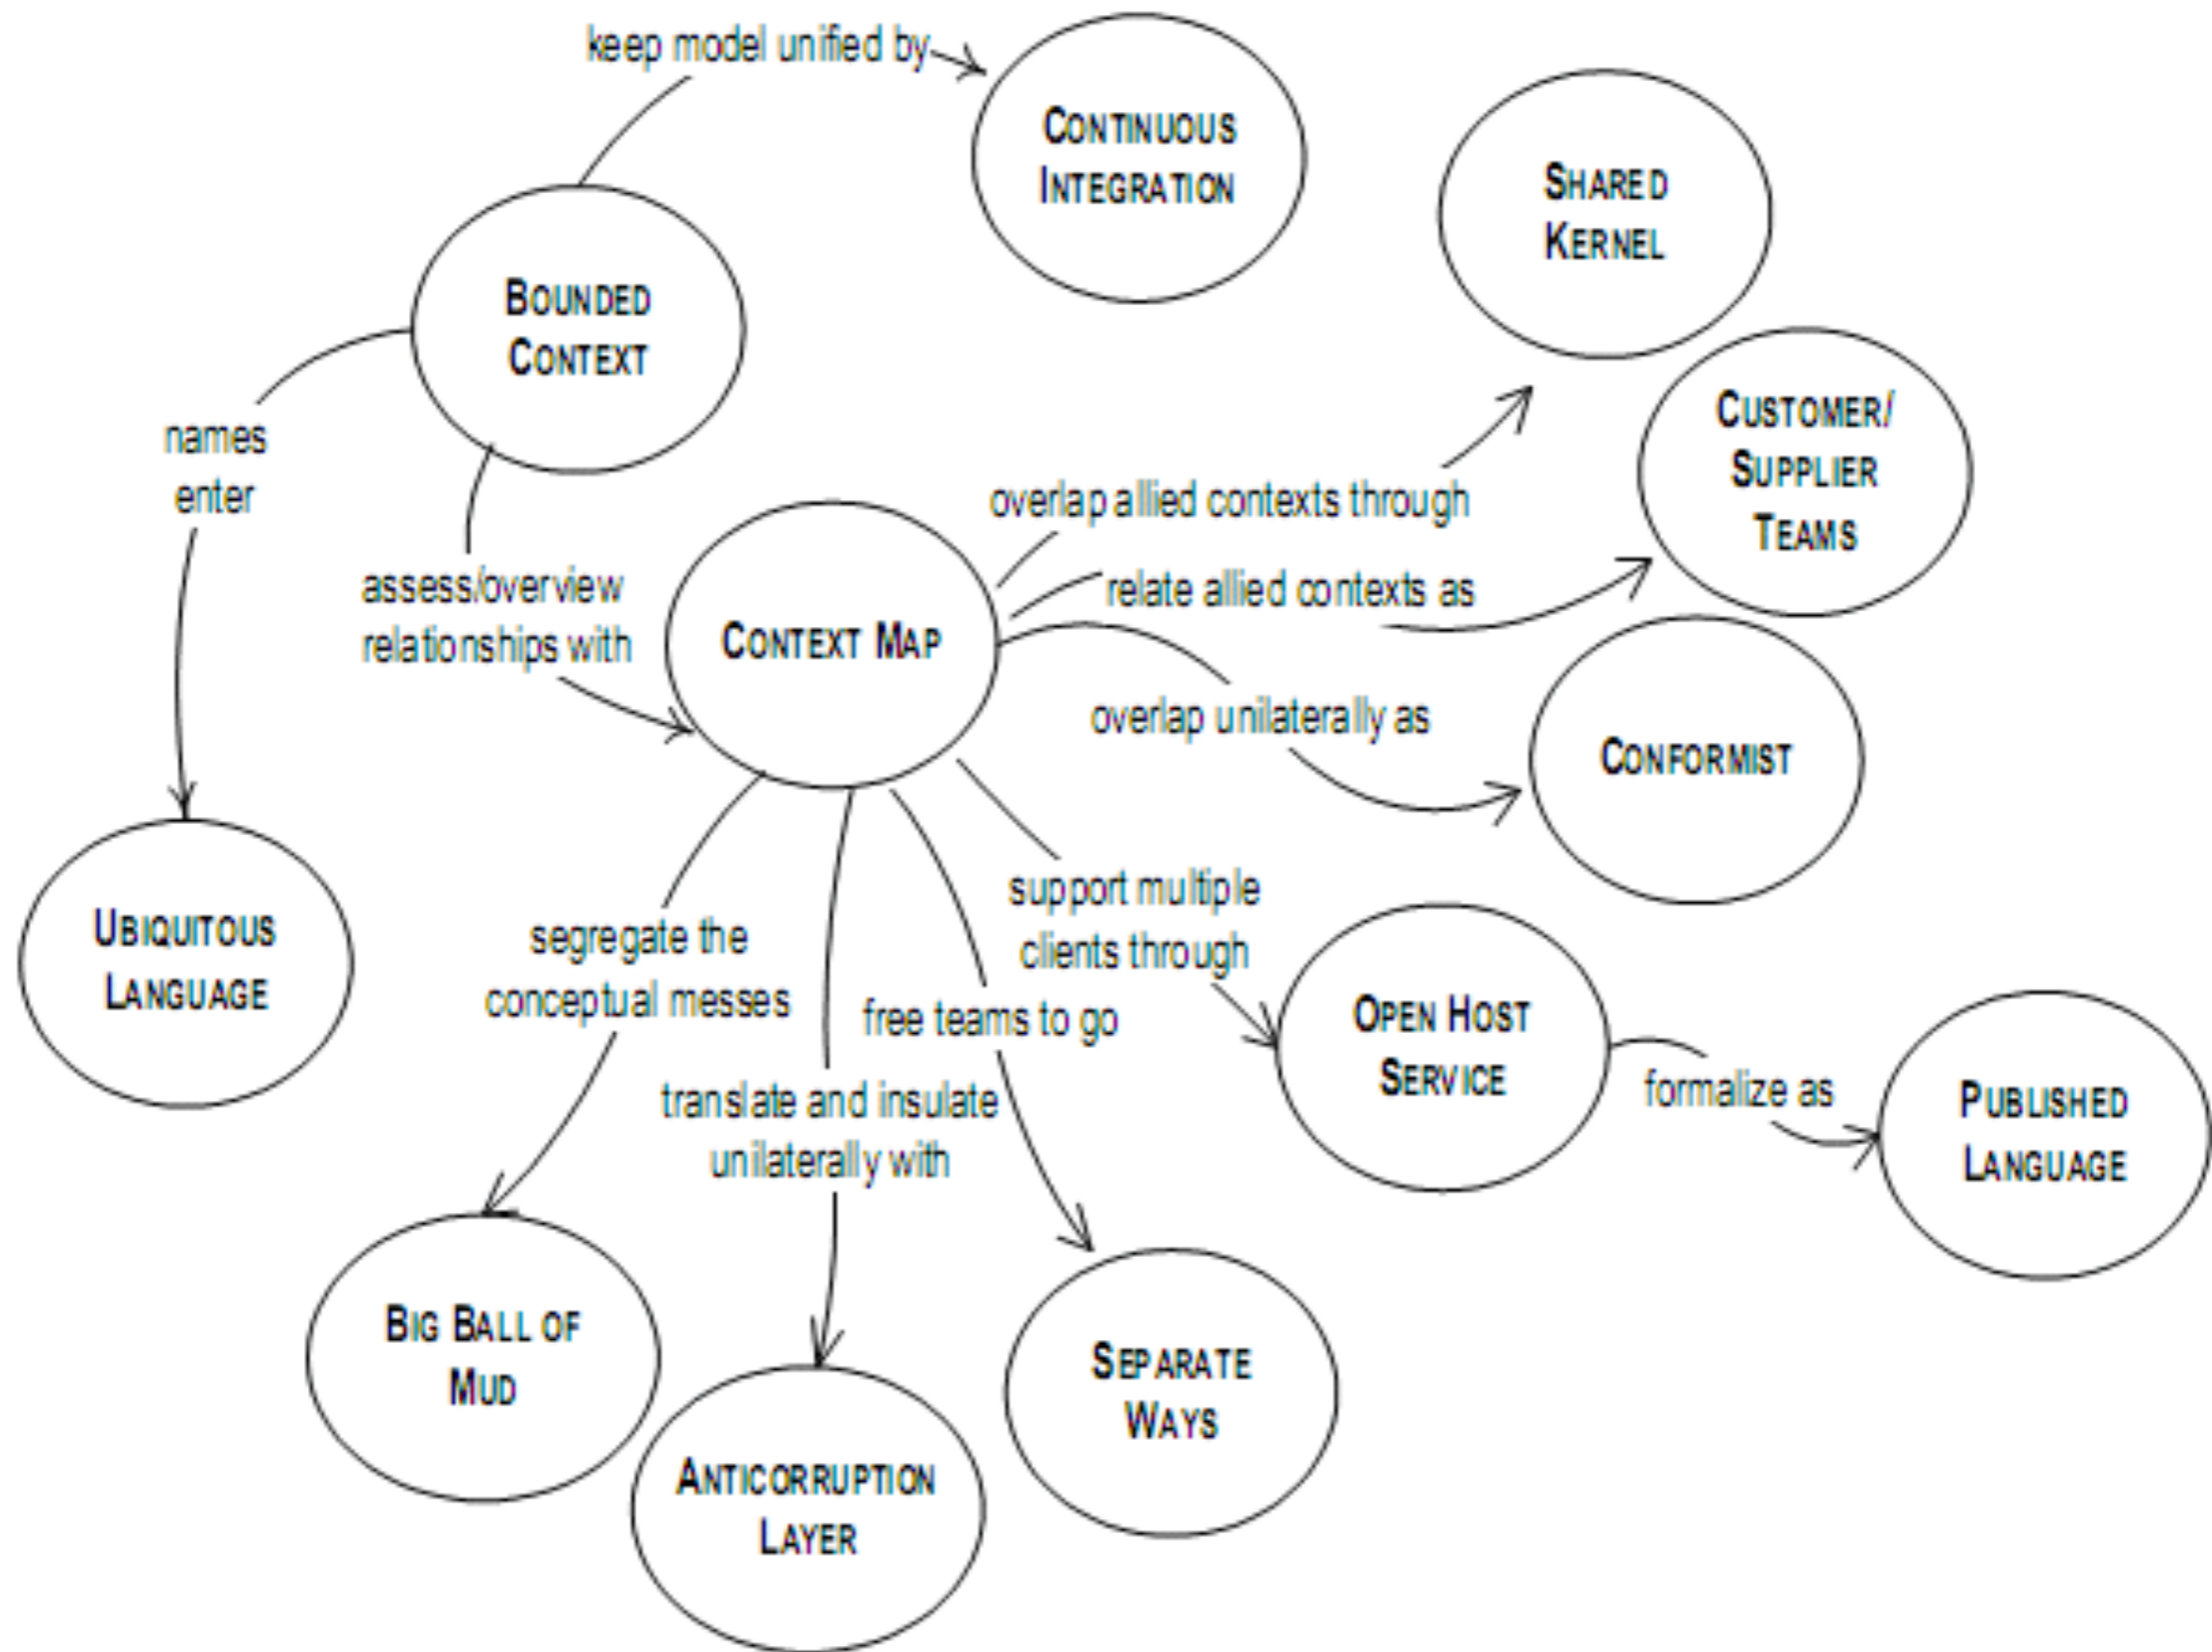 keep model unified by
CONTINUOUS
INTEGRATION
SHARED
KERNEL
BOUNDED
CONTEXT
names
enter
CUSTOMER/
SUPPLIER
TEAMS
overlap allied contexts through
assess/overview
relationships with
relate allied contexts as
CONTEXT MAP
overlap unilaterally as
CONFORMIST
UBIQUITOUS
LANGUAGE
segregate the
conceptual messes
support multiple
clients through
free teams to go
OPEN HOST
SERVICE
formalize as
PUBLISHED
LANGUAGE
translate and insulate
unilaterally with
BIG BALL OF
MUD
SEPARATE
WAYS
ANTICORRUPTION
LAYER